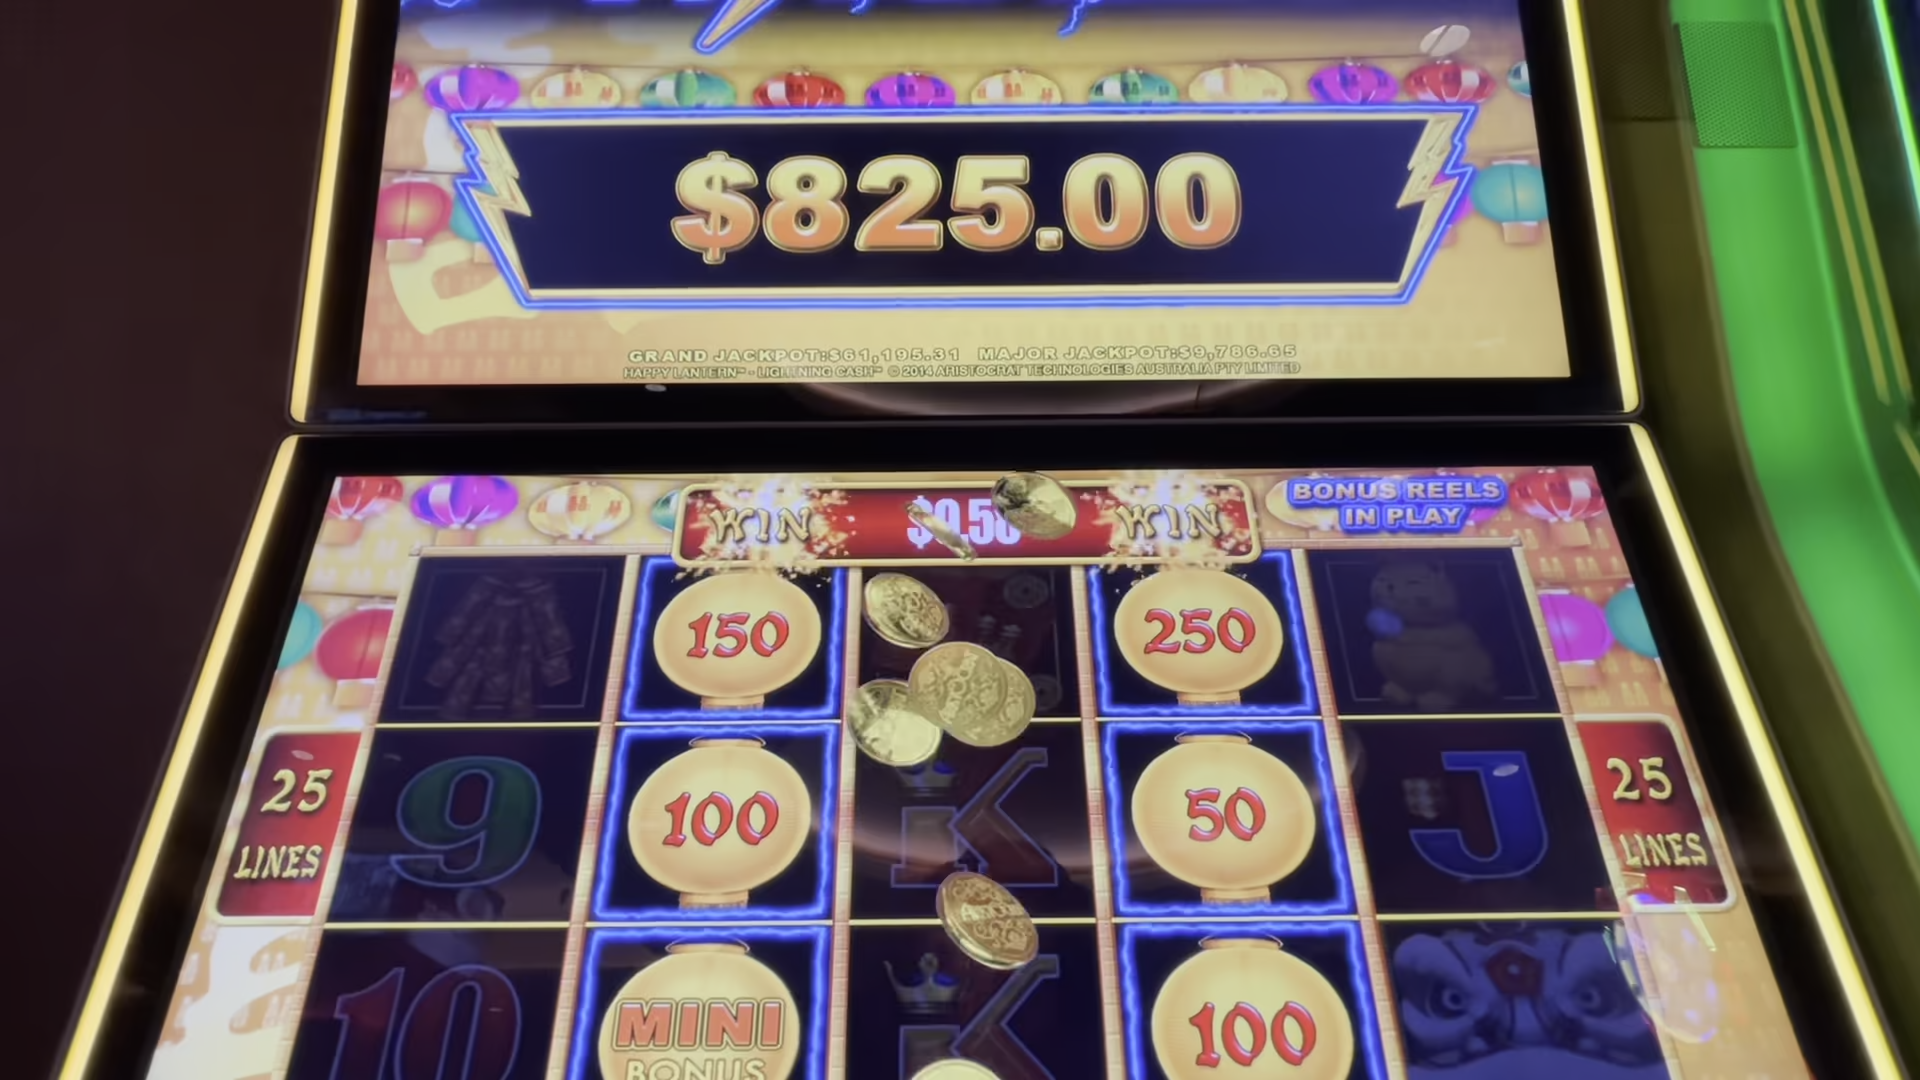 $825.00
GRAND JACKPOT:$61,195.31 MAJOR JACKPOT:$9,786.65
HAPPY LANTERN™ - LIGHTNING CASH™ © 2014 ARISTOCRAT TECHNOLOGIES AUSTRALIA PTY LIMITED
WIN
WIN
BONUS REELS
IN PLAY
150
250
25
LINES
9
100
K
50
J
25
LINES
10
MINI
BONUS
K
100